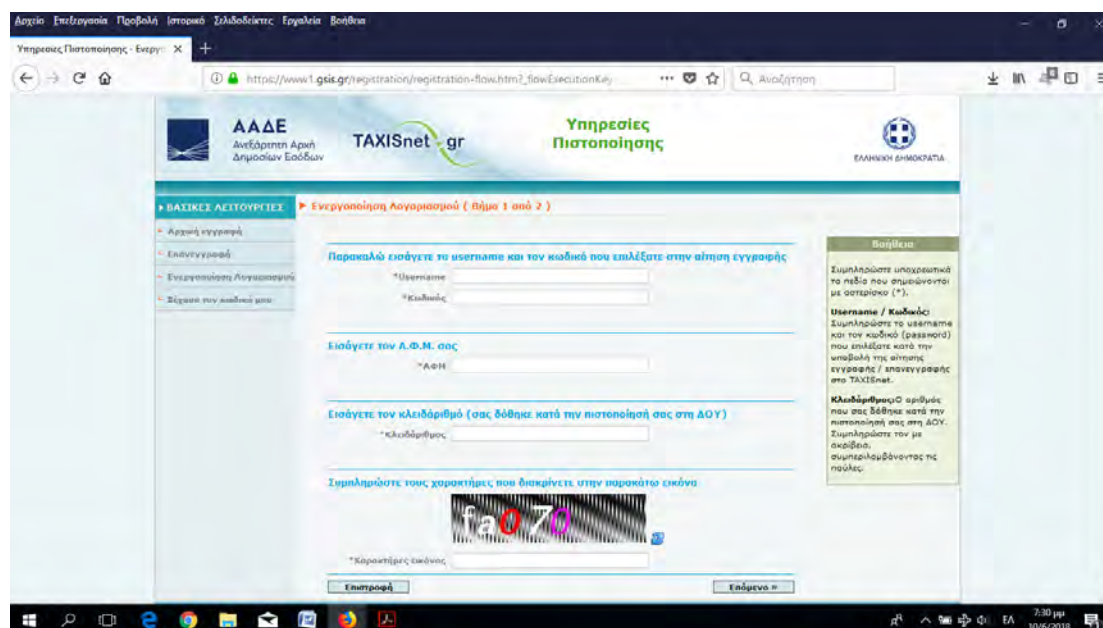 Αρχείο Επεξεργασία Προβολή Ιστορικό Σελιδοδείκτες Εργαλεία Βοήθεια
Υπηρεσίες Πιστοποίησης - Ενεργο
https://www1.gsis.gr/registration/registration-flow.htm?_flowExecutionKey
Αναζήτηση
ΑΑΔΕ
Ανεξάρτητη Αρχή
Δημοσίων Εσόδων
TAXISnet gr
Υπηρεσίες
Πιστοποίησης
ΕΛΛΗΝΙΚΗ ΔΗΜΟΚΡΑΤΙΑ
ΒΑΣΙΚΕΣ ΛΕΙΤΟΥΡΓΙΕΣ
Αρχική εγγραφή
Επανεγγραφή
Ενεργοποίηση Λογαριασμού
Ξέχασα τον κωδικό μου
Ενεργοποίηση Λογαριασμού ( Βήμα 1 από 2 )
Παρακαλώ εισάγετε το username και τον κωδικό που επιλέξατε στην αίτηση εγγραφής
*Username
*Κωδικός
Εισάγετε τον Α.Φ.Μ. σας
*ΑΦΜ
Εισάγετε τον κλειδάριθμό (σας δόθηκε κατά την πιστοποίησή σας στη ΔΟΥ)
*Κλειδάριθμος
Συμπληρώστε τους χαρακτήρες που διακρίνετε στην παρακάτω εικόνα
fa070
*Χαρακτήρες εικόνας
Επιστροφή
Επόμενο »
Βοήθεια
Συμπληρώστε υποχρεωτικά
τα πεδία που σημειώνονται
με αστερίσκο (*).
Username / Κωδικός:
Συμπληρώστε το username
και τον κωδικό (password)
που επιλέξατε κατά την
υποβολή της αίτησης
εγγραφής / επανεγγραφής
στο TAXISnet.
Κλειδάριθμος:Ο αριθμός
που σας δόθηκε κατά την
πιστοποίησή σας στη ΔΟΥ.
Συμπληρώστε τον με
ακρίβεια,
συμπεριλαμβάνοντας τις
παύλες.
ΕΛ
7:30 μμ
10/6/2018